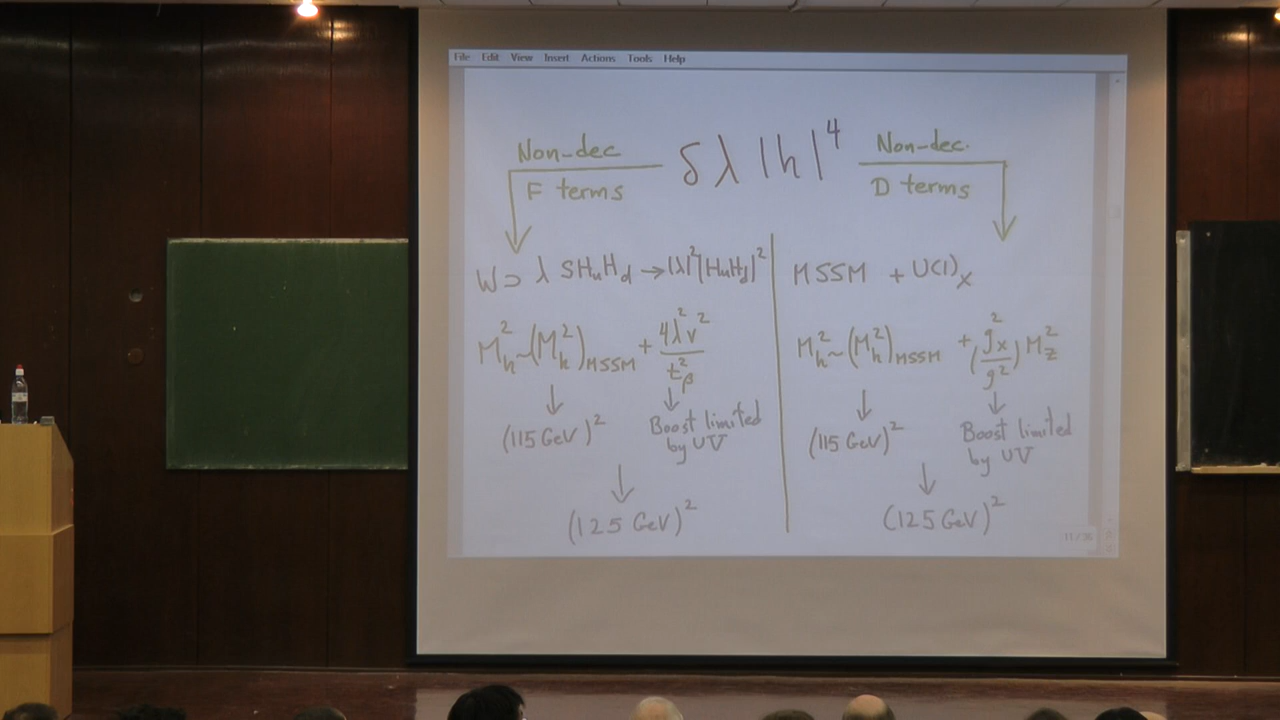 File Edit View Insert Actions Tools Help
δλ |h|⁴
Non-dec
F terms
W ⊃ λ S H_u H_d → |λ|²|H_u H_d|²
M_h² ~ (M_h²)_MSSM + 4λ²v² / t_β²
↓ ↓
(115 GeV)² Boost limited
by UV
↓
(125 GeV)²
Non-dec.
D terms
MSSM + U(1)_X
M_h² ~ (M_h²)_MSSM + (g_X² / g²) M_Z²
↓ ↓
(115 GeV)² Boost limited
by UV
↓
(125 GeV)²